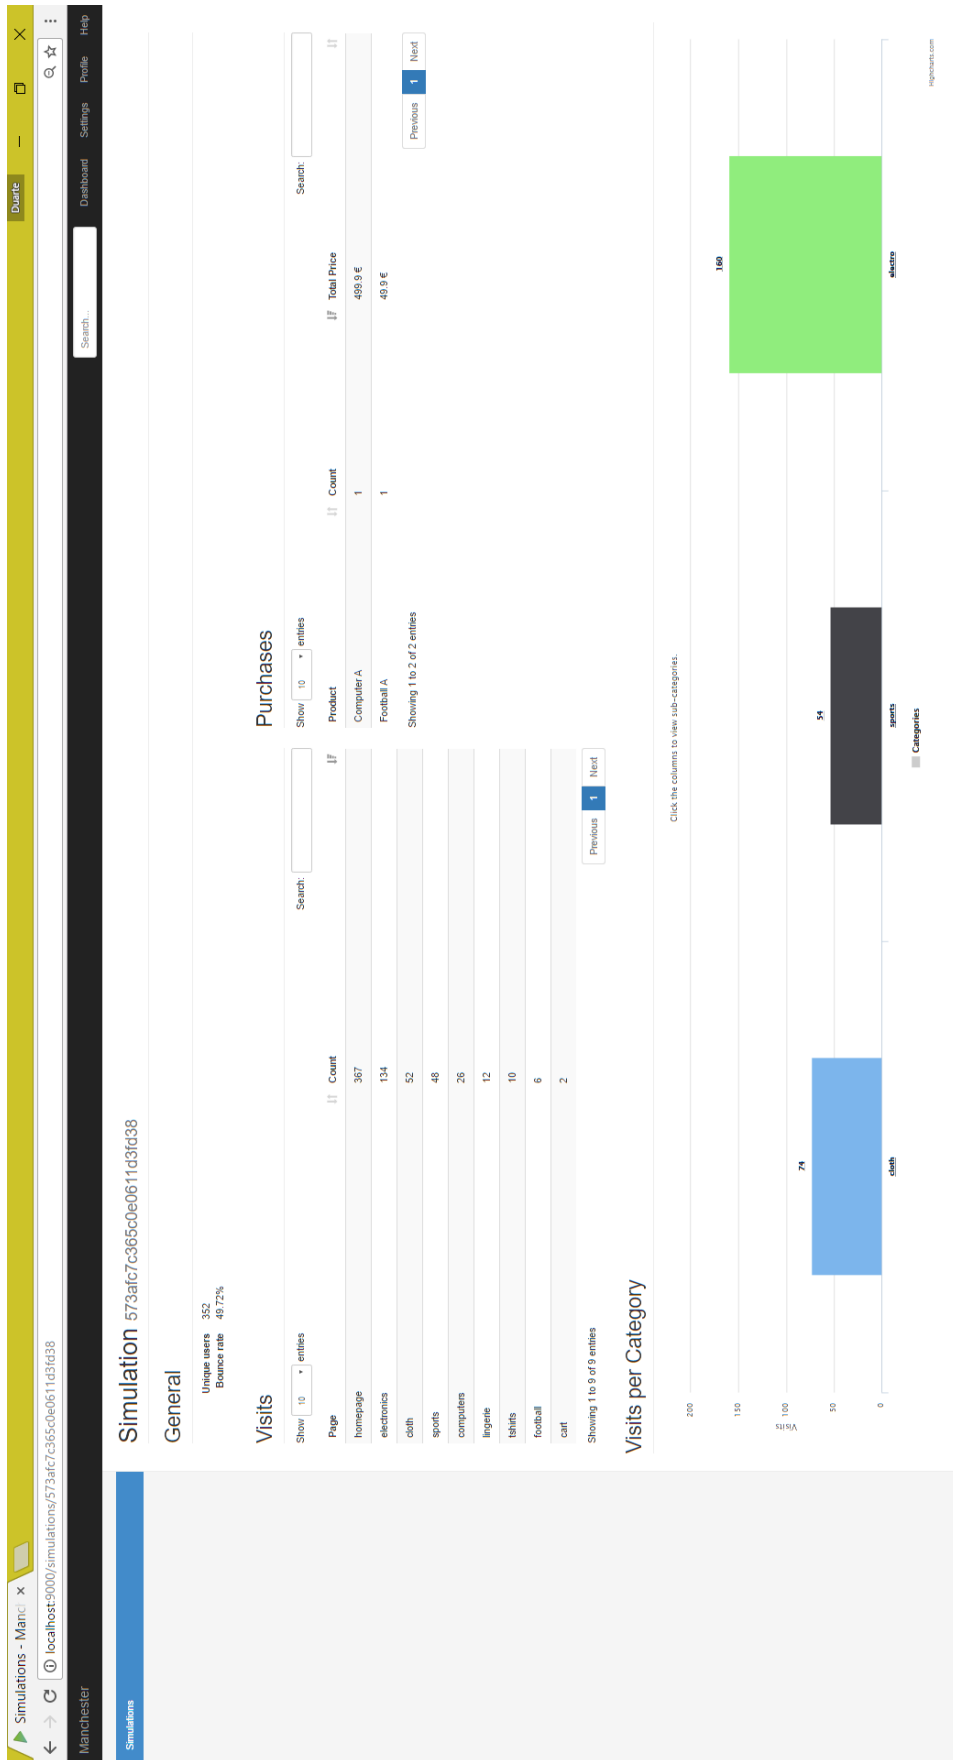 Simulations - Manc
Duarte
localhost:9000/simulations/573afc7c365c0e0611d3fd38
Manchester
Search...
Dashboard
Settings
Profile
Help
Simulations
Simulation 573afc7c365c0e0611d3fd38
General
Unique users 352
Bounce rate 49.72%
Visits
Show 10 entries
Search:
Page Count
homepage 367
electronics 134
cloth 52
sports 48
computers 26
lingerie 12
tshirts 10
football 6
cart 2
Showing 1 to 9 of 9 entries
Previous 1 Next
Purchases
Show 10 entries
Search:
Product Count Total Price
Computer A 1 499.9 €
Football A 1 49.9 €
Showing 1 to 2 of 2 entries
Previous 1 Next
Visits per Category
Click the columns to view sub-categories.
Visits
200
150
100
50
0
74
54
160
cloth
sports
electro
Categories
Highcharts.com